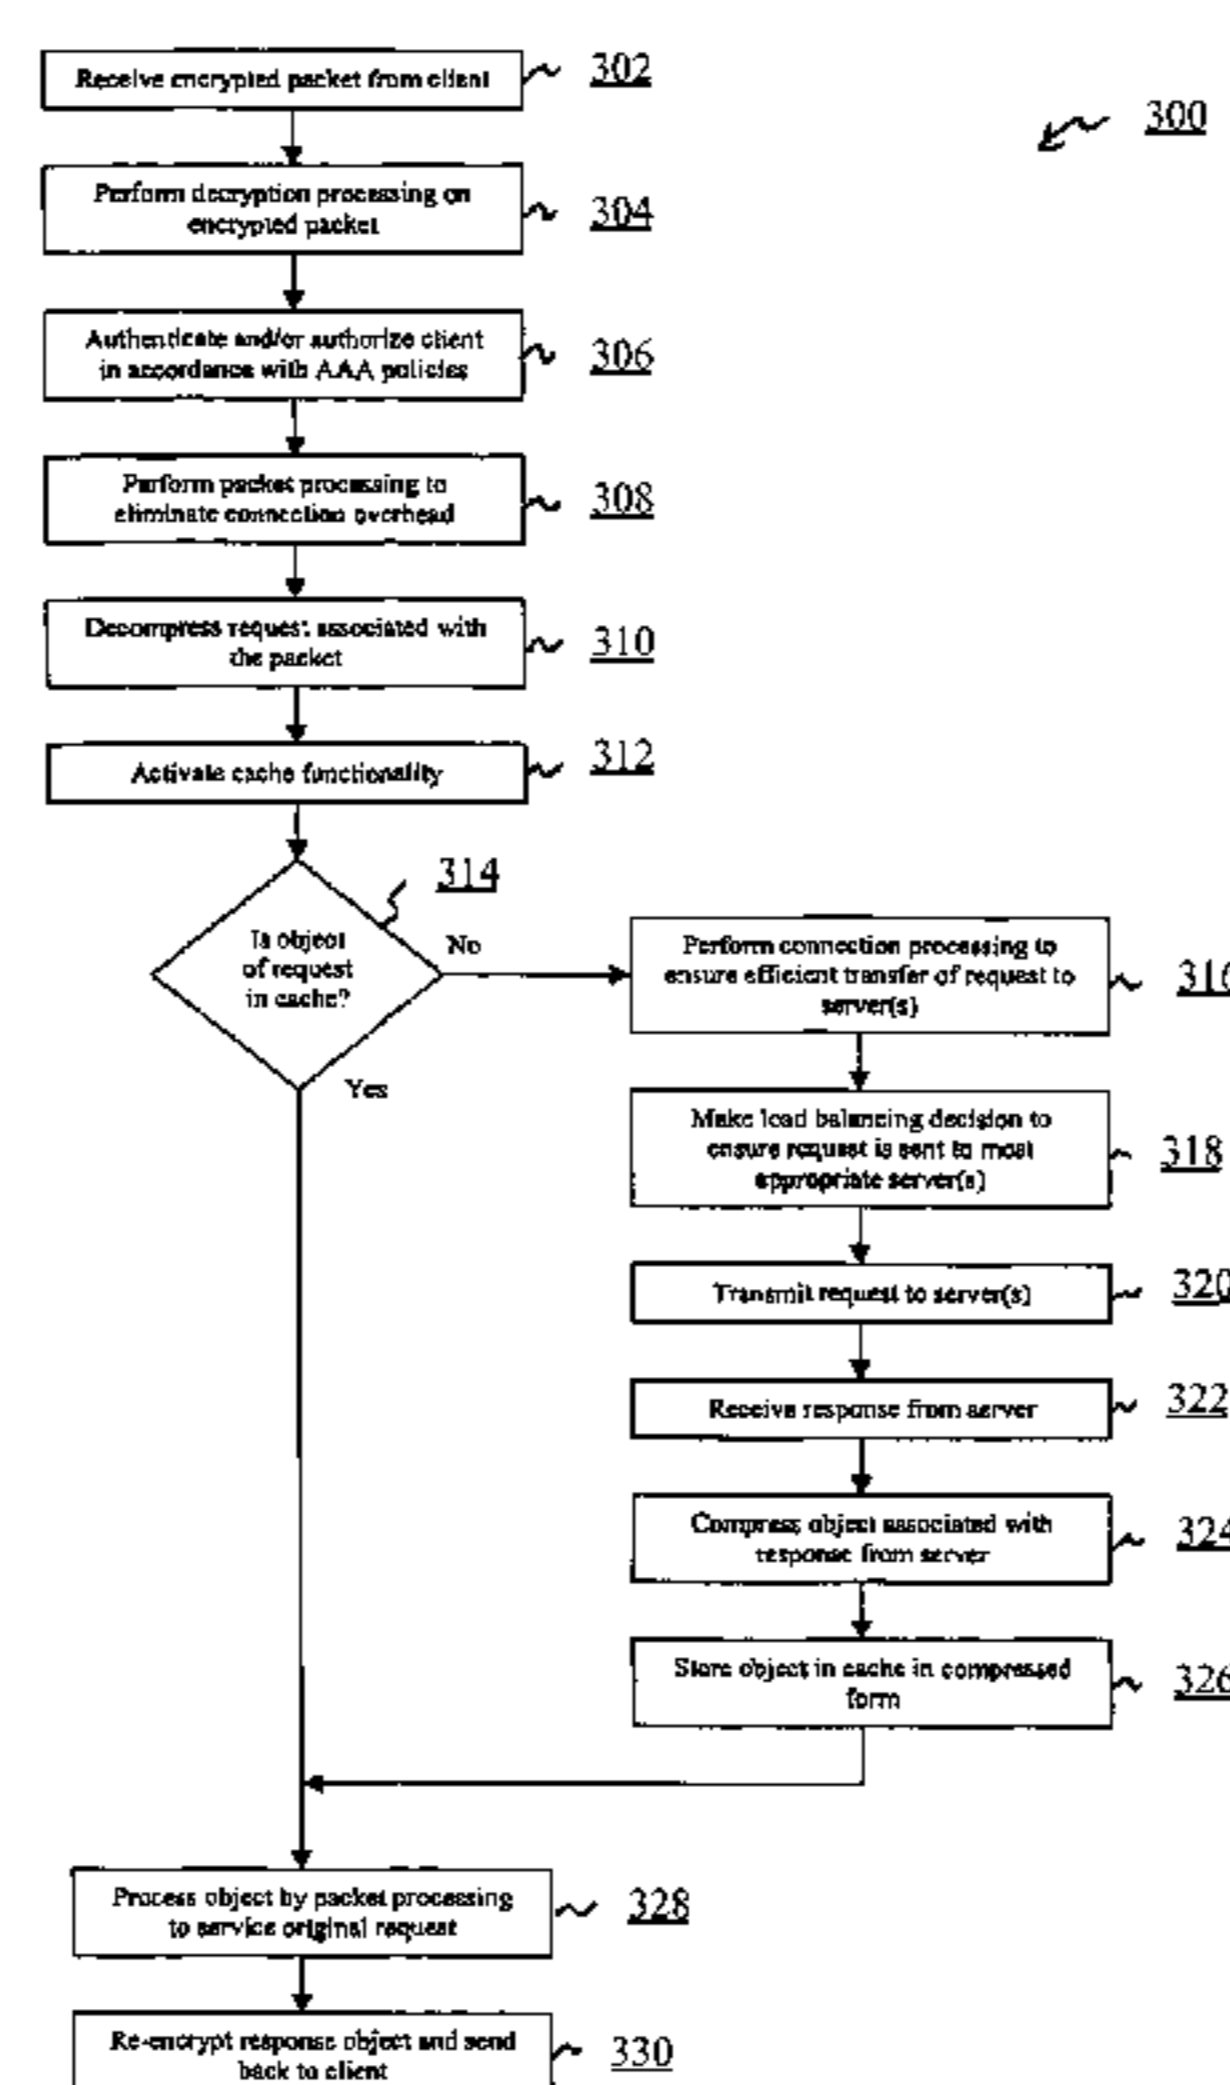 Receive encrypted packet from client
302
300
Perform decryption processing on
encrypted packet
304
Authenticate and/or authorize client
in accordance with AAA policies
306
Perform packet processing to
eliminate connection overhead
308
Decompress request associated with
the packet
310
Activate cache functionality
312
314
Is object
of request
in cache?
No
Yes
Perform connection processing to
ensure efficient transfer of request to
server(s)
316
Make load balancing decision to
ensure request is sent to most
appropriate server(s)
318
Transmit request to server(s)
320
Receive response from server
322
Compress object associated with
response from server
324
Store object in cache in compressed
form
326
Process object by packet processing
to service original request
328
Re-encrypt response object and send
back to client
330